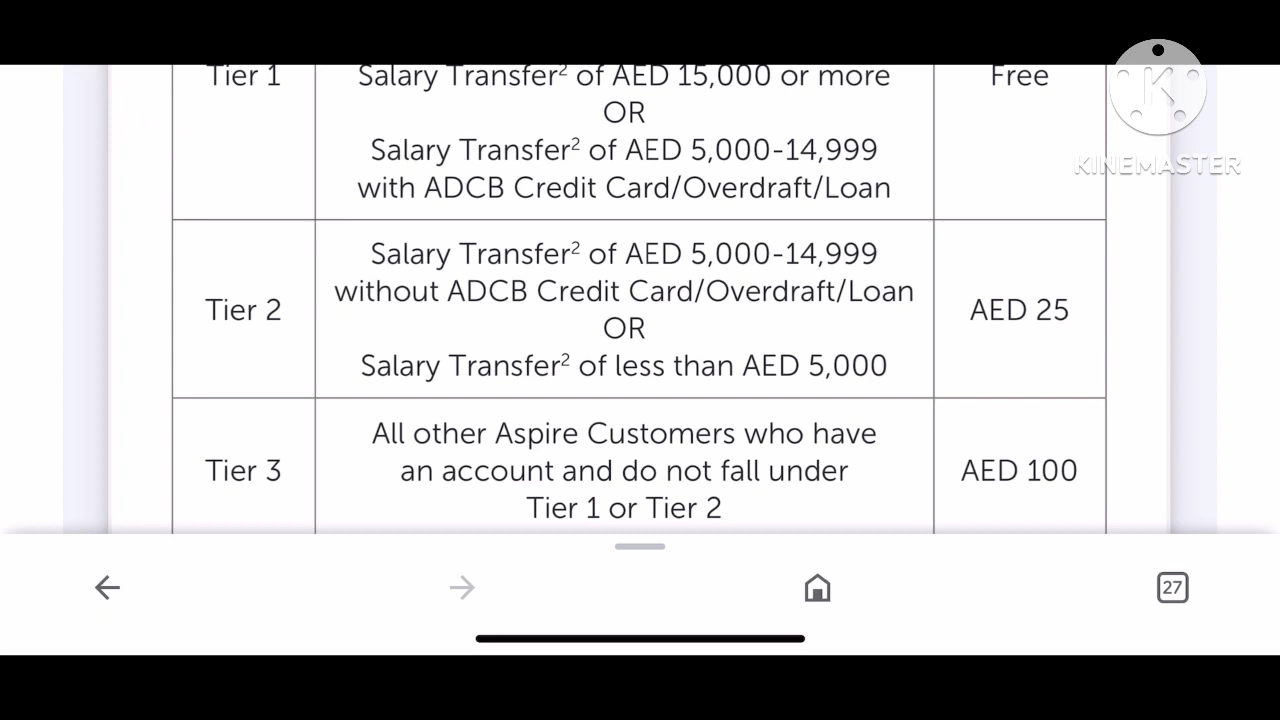 Tier 1
Salary Transfer² of AED 15,000 or more
OR
Salary Transfer² of AED 5,000-14,999
with ADCB Credit Card/Overdraft/Loan
Free
Tier 2
Salary Transfer² of AED 5,000-14,999
without ADCB Credit Card/Overdraft/Loan
OR
Salary Transfer² of less than AED 5,000
AED 25
Tier 3
All other Aspire Customers who have
an account and do not fall under
Tier 1 or Tier 2
AED 100
K
KINEMASTER
27